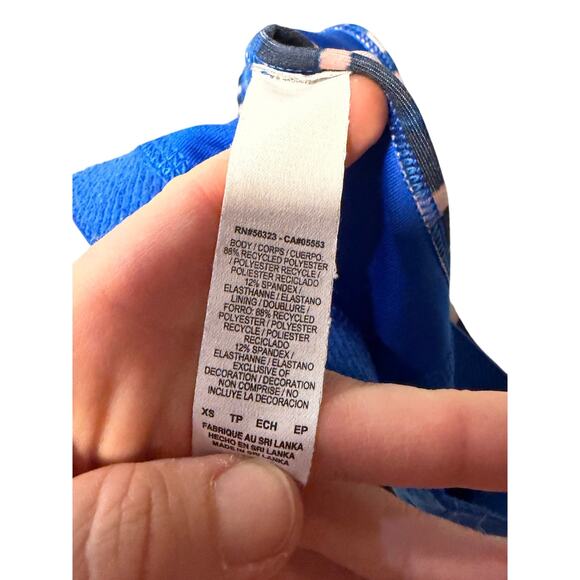 RN#56323 - CA#05553
BODY / CORPS / CUERPO:
88% RECYCLED POLYESTER
/ POLYESTER RECYCLE /
POLIESTER RECICLADO
12% SPANDEX /
ELASTHANNE / ELASTANO
LINING / DOUBLURE /
FORRO: 88% RECYCLED
POLYESTER / POLYESTER
RECYCLE / POLIESTER
RECICLADO
12% SPANDEX /
ELASTHANNE / ELASTANO
EXCLUSIVE OF
DECORATION / DECORATION
NON COMPRISE / NO
INCLUYE LA DECORACION
XS TP ECH EP
FABRIQUE AU SRI LANKA
HECHO EN SRI LANKA
MADE IN SRI LANKA